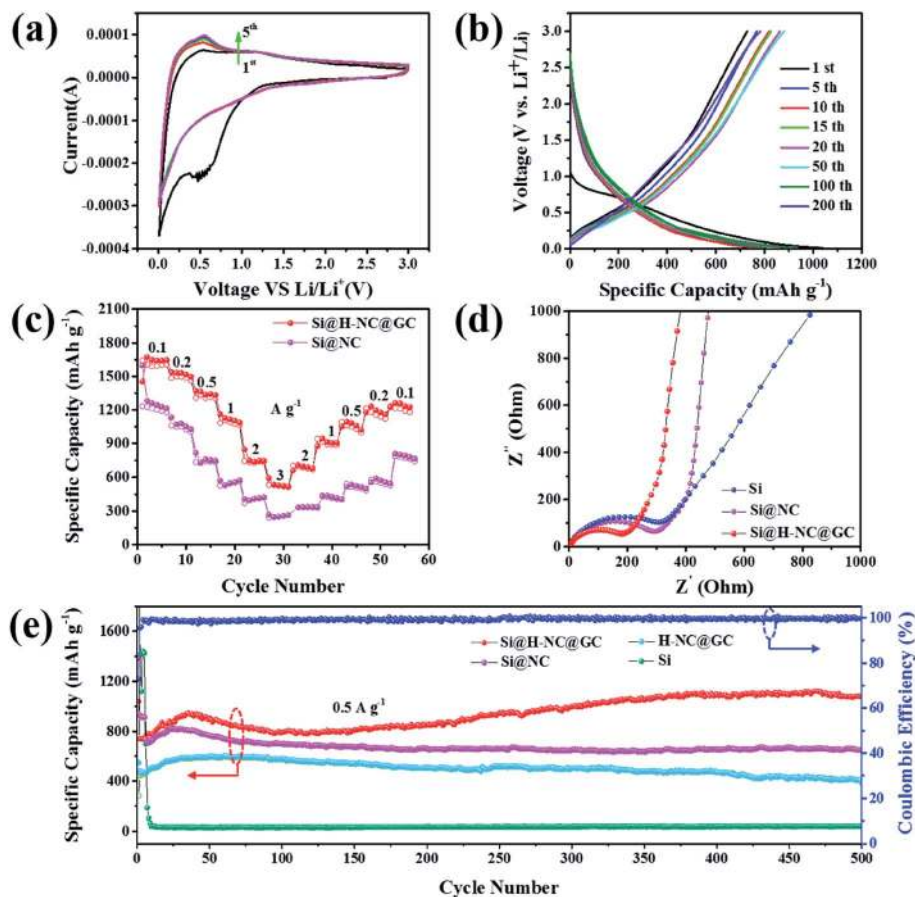 (a)
0.0001
0.0000
-0.0001
-0.0002
-0.0003
-0.0004
Current(A)
5th
1st
0.0 0.5 1.0 1.5 2.0 2.5 3.0
Voltage VS Li/Li+(V)
(b)
3.0
2.5
2.0
1.5
1.0
0.5
0.0
Voltage (V vs. Li+/Li)
1 st
5 th
10 th
15 th
20 th
50 th
100 th
200 th
0 200 400 600 800 1000 1200
Specific Capacity (mAh g-1)
(c)
2100
1800
1500
1200
900
600
300
0
Specific Capacity (mAh g-1)
Si@H-NC@GC
Si@NC
0.1
0.2
0.5
1
2
3
2
1
0.5
0.2
0.1
A g-1
0 10 20 30 40 50 60
Cycle Number
(d)
1000
800
600
400
200
0
Z'' (Ohm)
Si
Si@NC
Si@H-NC@GC
0 200 400 600 800 1000
Z' (Ohm)
(e)
1600
1200
800
400
0
Specific Capacity (mAh g-1)
Si@H-NC@GC
H-NC@GC
Si@NC
Si
0.5 A g-1
100
80
60
40
20
0
Coulombic Efficiency (%)
0 50 100 150 200 250 300 350 400 450 500
Cycle Number